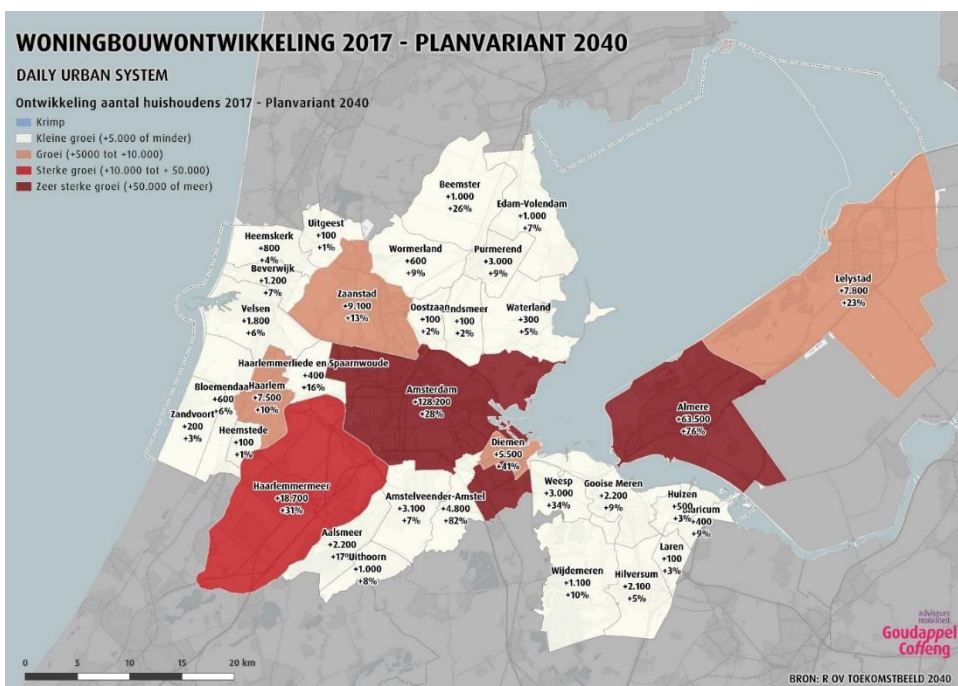 WONINGBOUWONTWIKKELING 2017 - PLANVARIANT 2040
DAILY URBAN SYSTEM
Ontwikkeling aantal huishoudens 2017 - Planvariant 2040
Krimp
Kleine groei (+5.000 of minder)
Groei (+5000 tot +10.000)
Sterke groei (+10.000 tot + 50.000)
Zeer sterke groei (+50.000 of meer)
Beemster
+1.000
+26%
Edam-Volendam
+1.000
+7%
Uitgeest
+100
+1%
Heemskerk
+800
+4%
Beverwijk
+1.200
+7%
Wormerland
+600
+9%
Purmerend
+3.000
+9%
Lelystad
+7.800
+23%
Zaanstad
+9.100
+13%
Velsen
+1.800
+6%
Oostzaan
+100
+2%
ndsmeer
+100
+2%
Waterland
+300
+5%
Haarlemmerliede en Spaarnwoude
+400
+16%
Bloemendaa
+600
+6%
Haarlem
+7.500
+10%
Amsterdam
+128.200
+28%
Almere
+63.500
+76%
Zandvoort
+200
+3%
Heemstede
+100
+1%
Diemen
+5.500
+41%
Haarlemmermeer
+18.700
+31%
Amstelveen
+3.100
+7%
der-Amstel
+4.800
+82%
Weesp
+3.000
+34%
Gooise Meren
+2.200
+9%
Huizen
+500
+3%
laricum
+400
+9%
Aalsmeer
+2.200
+17%
Uithoorn
+1.000
+8%
Laren
+100
+3%
Wijdemeren
+1.100
+10%
Hilversum
+2.100
+5%
adviseurs
mobiliteit
Goudappel
Coffeng
0 5 10 15 20 km
BRON: R OV TOEKOMSTBEELD 2040